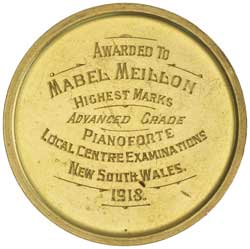 AWARDED TO
MABEL MEILLON
HIGHEST MARKS
ADVANCED GRADE
PIANOFORTE
LOCAL CENTRE EXAMINATIONS
NEW SOUTH WALES.
1918.